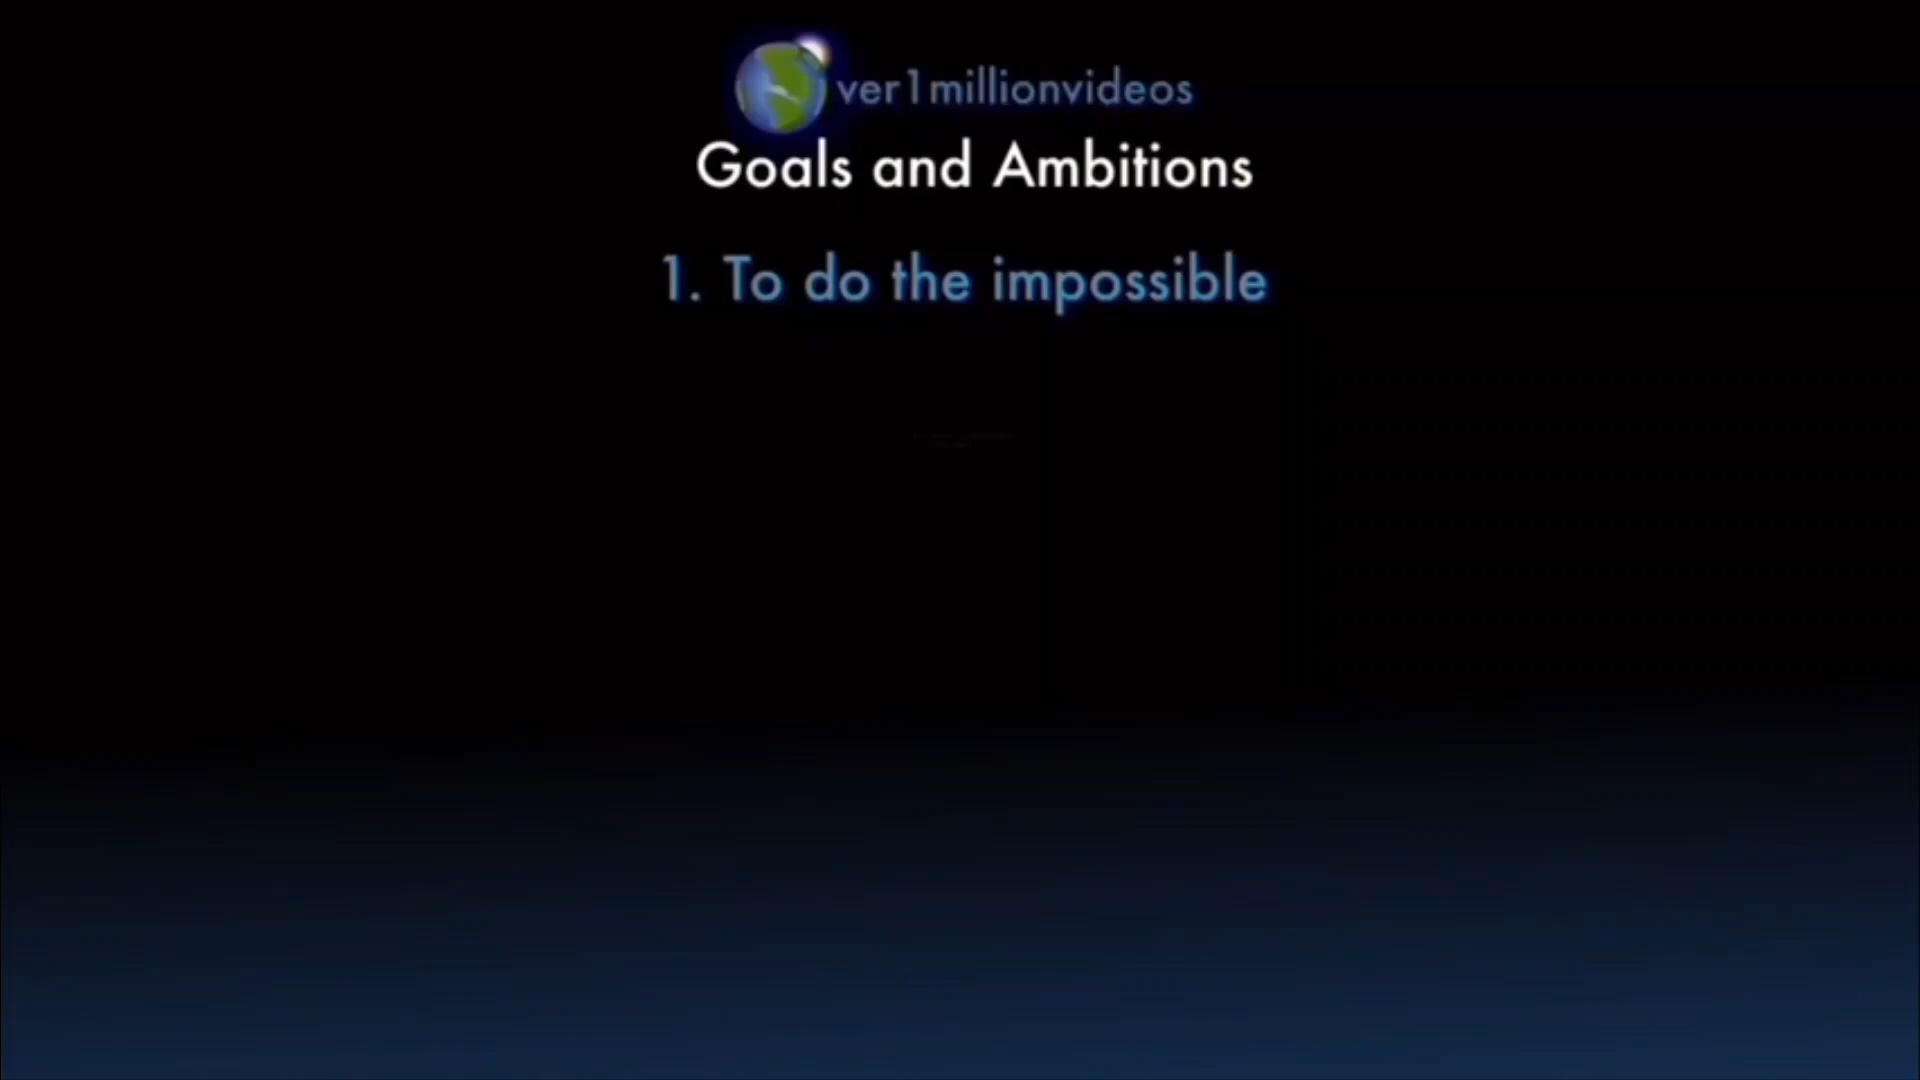 ver1millionvideos
Goals and Ambitions
1. To do the impossible